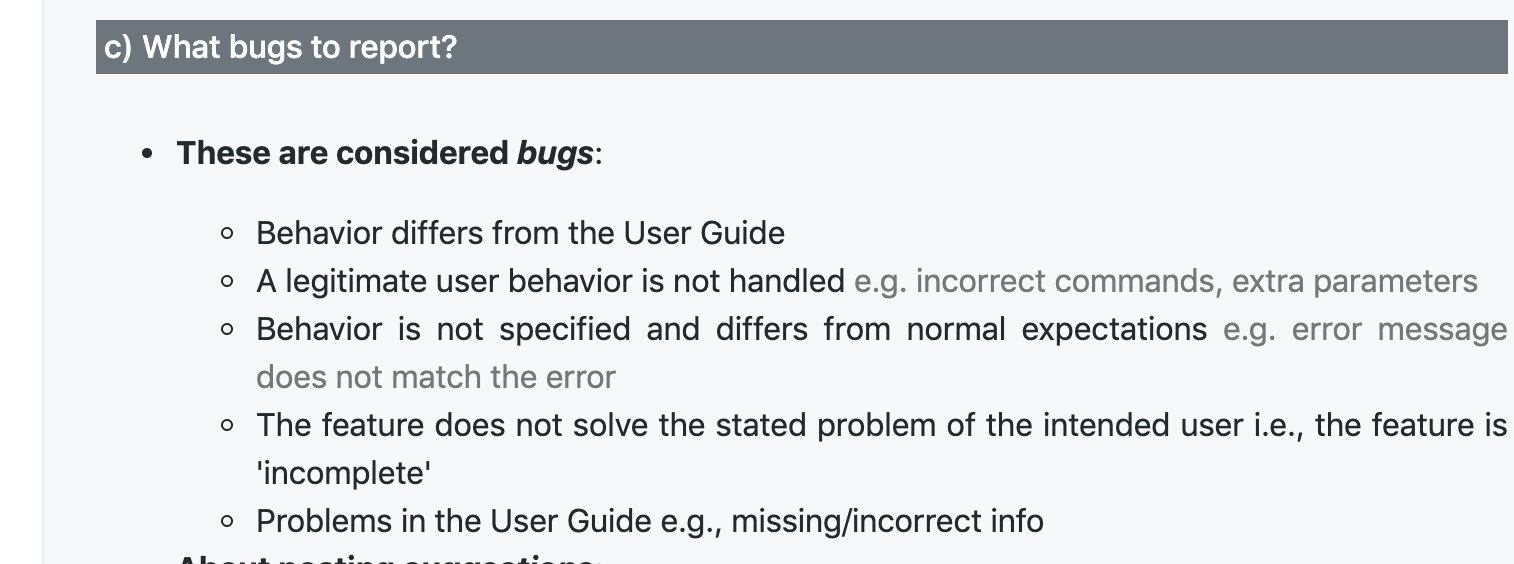 c) What bugs to report?
• These are considered bugs:
◦ Behavior differs from the User Guide
◦ A legitimate user behavior is not handled e.g. incorrect commands, extra parameters
◦ Behavior is not specified and differs from normal expectations e.g. error message
does not match the error
◦ The feature does not solve the stated problem of the intended user i.e., the feature is
'incomplete'
◦ Problems in the User Guide e.g., missing/incorrect info
About posting suggestions: